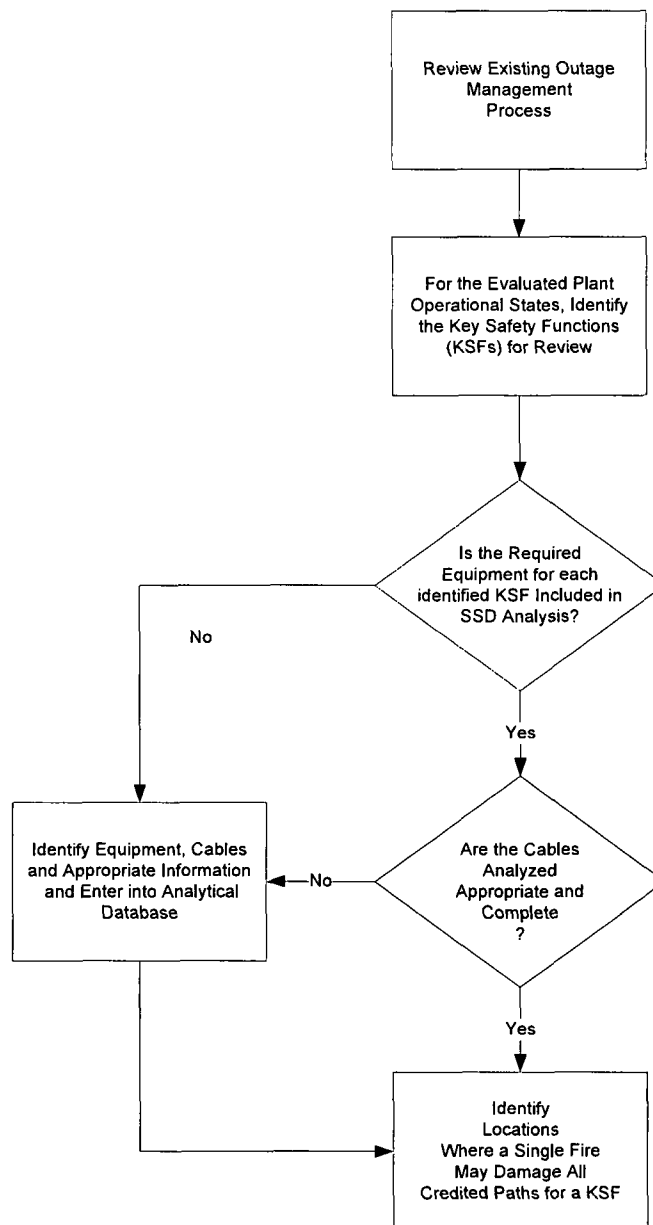 Review Existing Outage
Management
Process
For the Evaluated Plant
Operational States, Identify
the Key Safety Functions
(KSFs) for Review
Is the Required
Equipment for each
identified KSF Included in
SSD Analysis?
No
Yes
Identify Equipment, Cables
and Appropriate Information
and Enter into Analytical
Database
No
Are the Cables
Analyzed
Appropriate and
Complete
?
Yes
Identify
Locations
Where a Single Fire
May Damage All
Credited Paths for a KSF